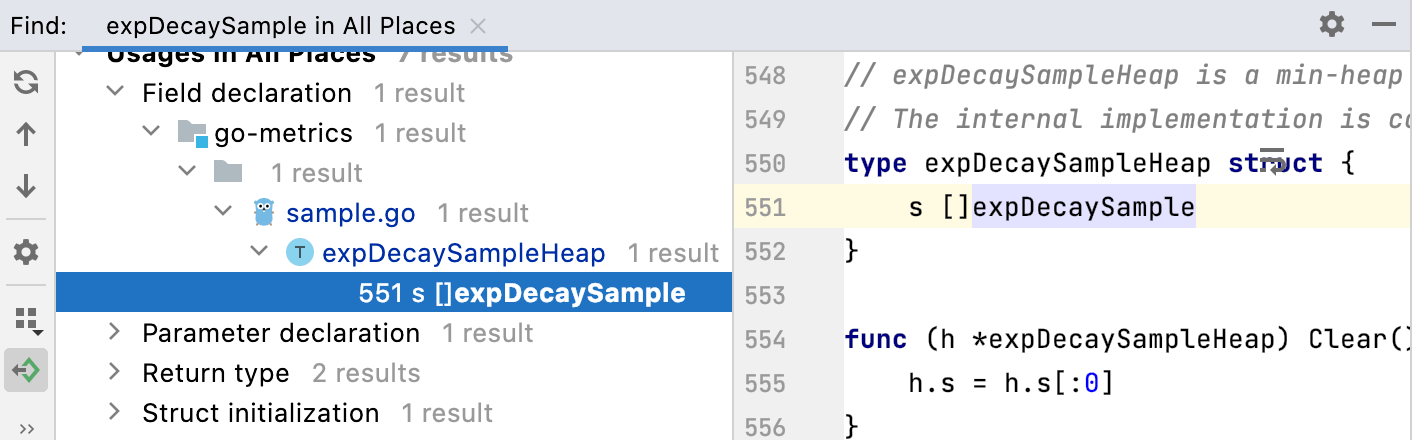 Find: expDecaySample in All Places
Usages in All Places 7 results
Field declaration 1 result
go-metrics 1 result
1 result
sample.go 1 result
T expDecaySampleHeap 1 result
551 s []expDecaySample
Parameter declaration 1 result
Return type 2 results
Struct initialization 1 result
548 // expDecaySampleHeap is a min-heap
549 // The internal implementation is co
550 type expDecaySampleHeap struct {
551 s []expDecaySample
552 }
553
554 func (h *expDecaySampleHeap) Clear()
555 h.s = h.s[:0]
556 }